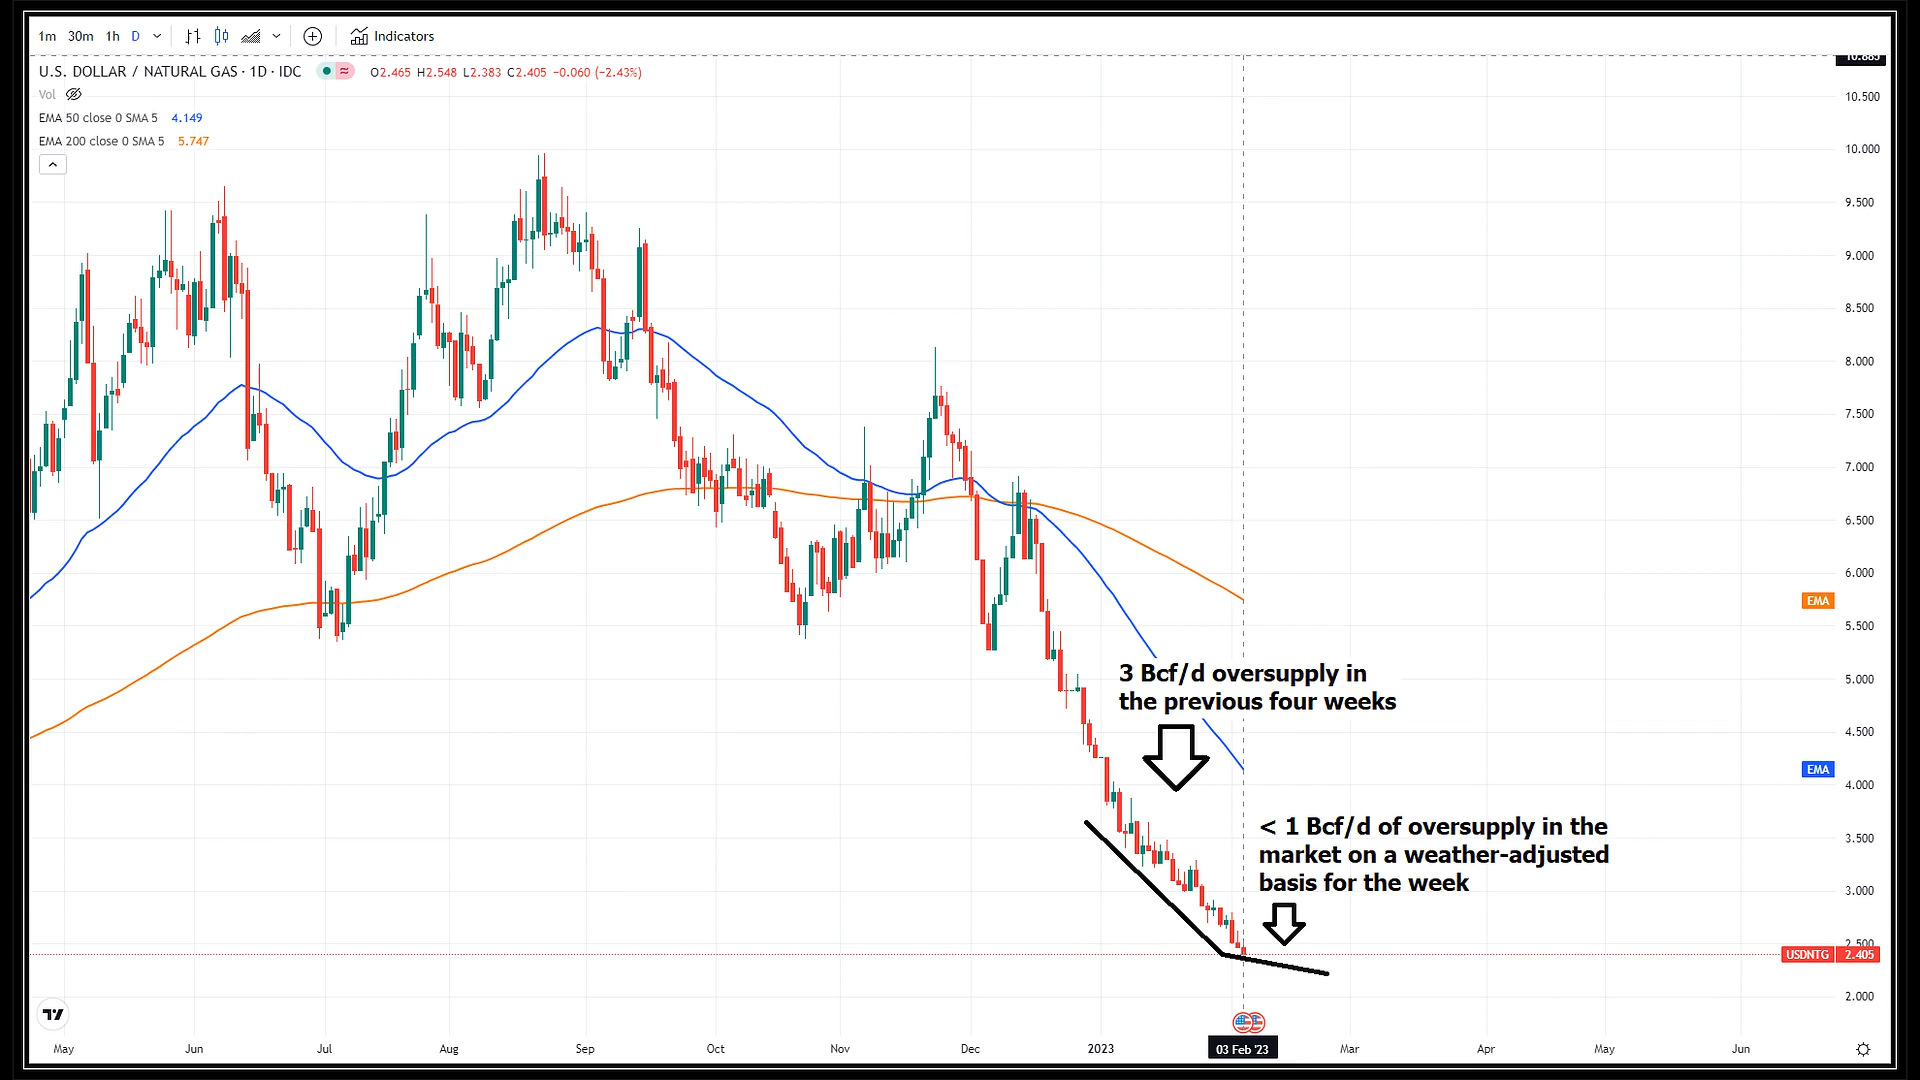 1m 30m 1h D Indicators
10.885
U.S. DOLLAR / NATURAL GAS · 1D · IDC ≈ O2.465 H2.548 L2.383 C2.405 −0.060 (−2.43%)
Vol
EMA 50 close 0 SMA 5 4.149
EMA 200 close 0 SMA 5 5.747
10.500
10.000
9.500
9.000
8.500
8.000
7.500
7.000
6.500
6.000
EMA
5.500
5.000
4.500
EMA
4.000
3.500
3.000
2.500
USDNTG 2.405
2.000
3 Bcf/d oversupply in
the previous four weeks
< 1 Bcf/d of oversupply in the
market on a weather-adjusted
basis for the week
May Jun Jul Aug Sep Oct Nov Dec 2023 03 Feb '23 Mar Apr May Jun